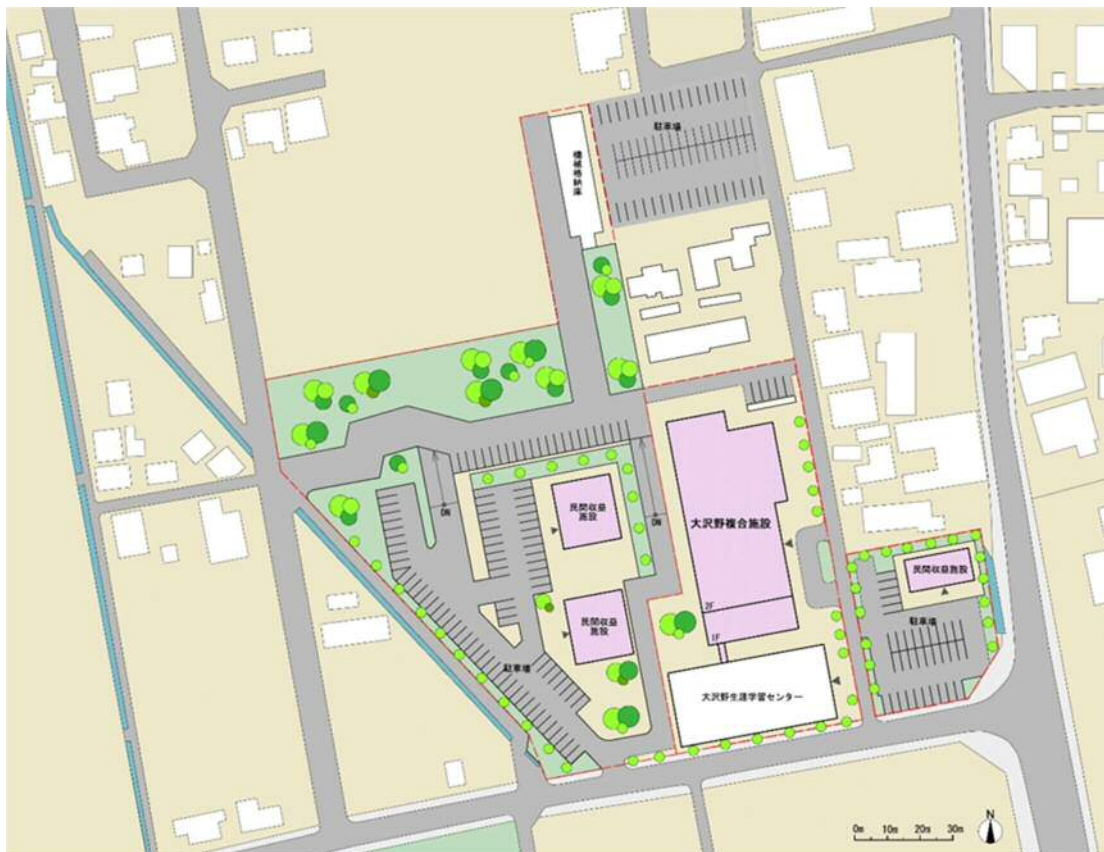 駐車場
機械格納庫
民間収益
施設
DN
DN
大沢野複合施設
民間収益施設
2F
民間収益
施設
1F
駐車場
駐車場
大沢野生涯学習センター
N
0m 10m 20m 30m